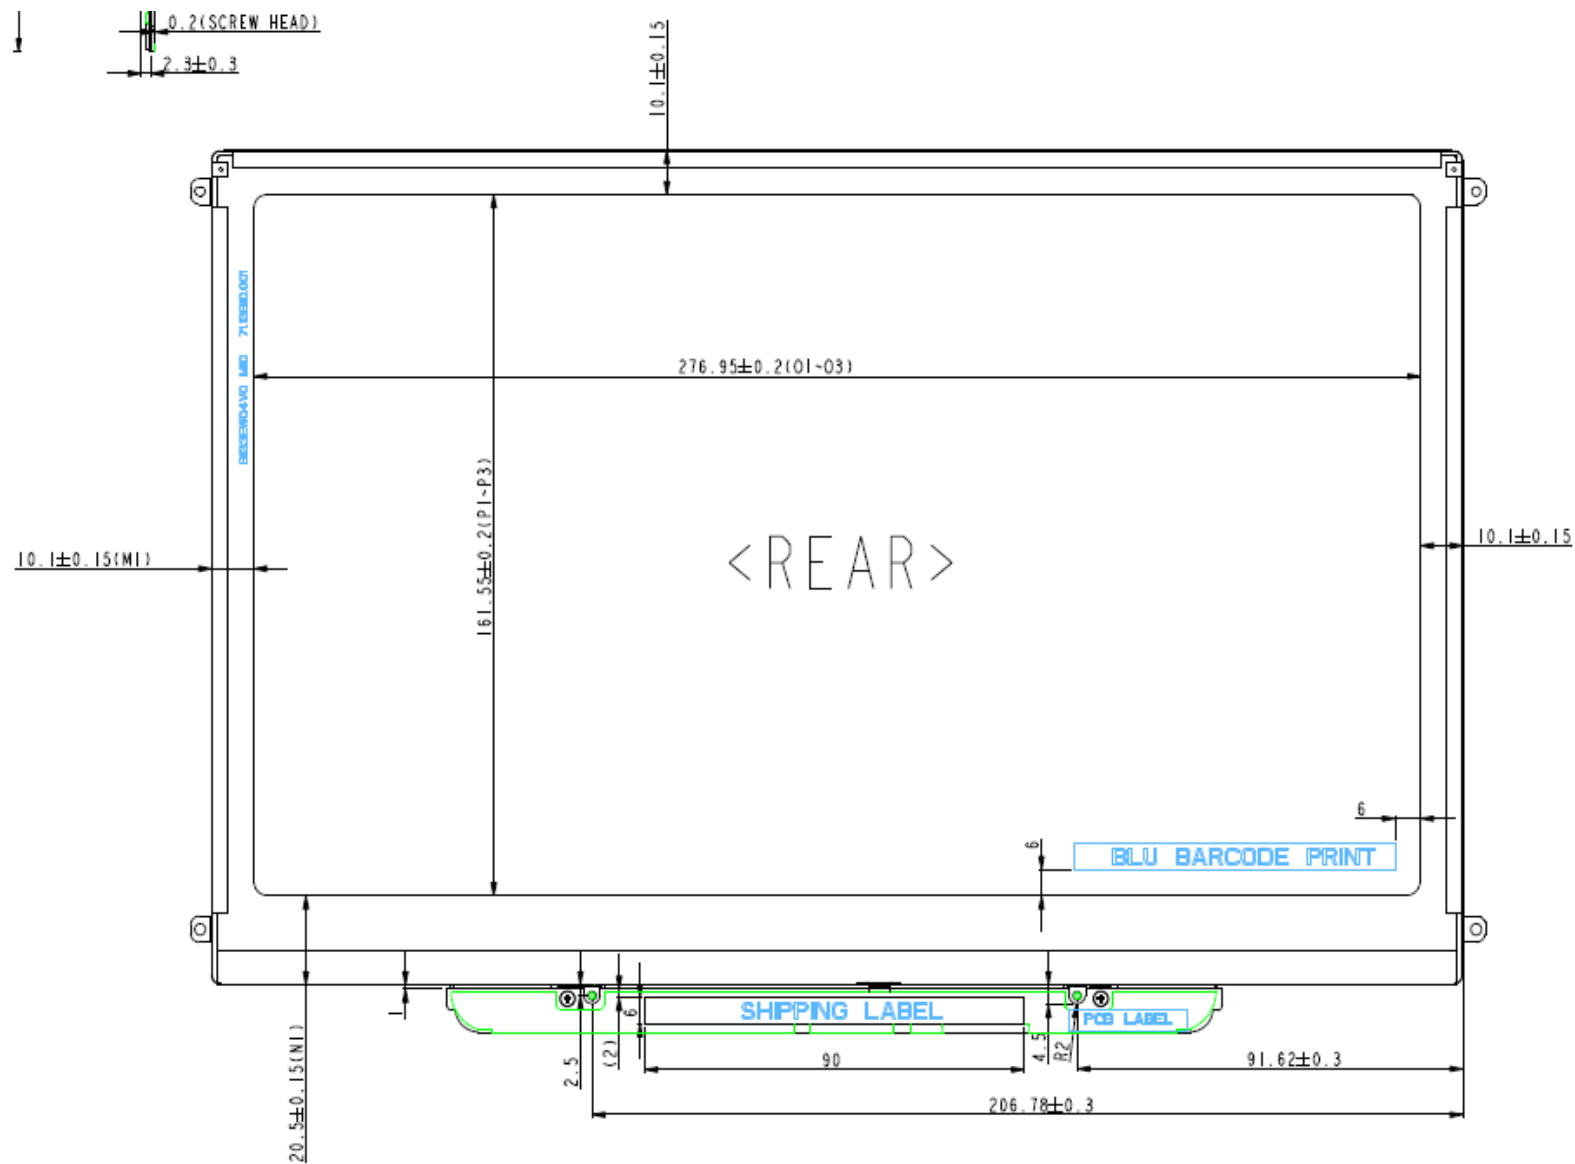 0.2(SCREW HEAD)
2.3±0.3
10.1±0.15
276.95±0.2(O1~O3)
161.55±0.2(P1~P3)
10.1±0.15(M1)
<REAR>
10.1±0.15
6
6
BLU BARCODE PRINT
SHIPPING LABEL
PCB LABEL
1
2.5
(2)
6
90
4.5
R2
91.62±0.3
206.78±0.3
20.5±0.15(N1)